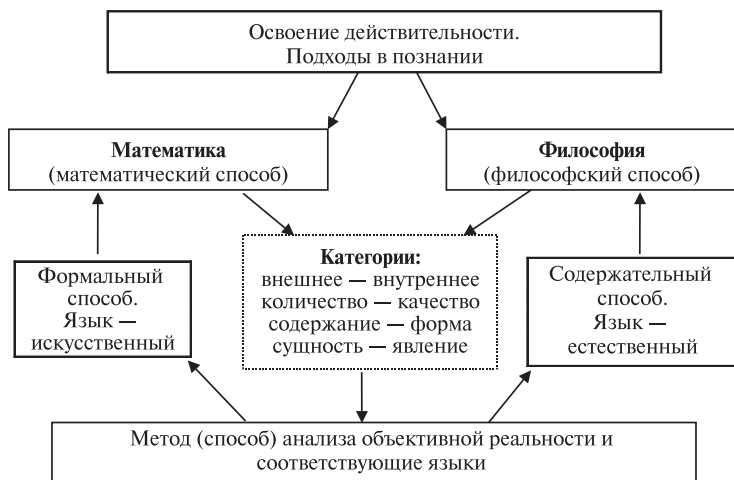 Освоение действительности.
Подходы в познании
Математика
(математический способ)
Философия
(философский способ)
Формальный
способ.
Язык —
искусственный
Категории:
внешнее — внутреннее
количество — качество
содержание — форма
сущность — явление
Содержательный
способ.
Язык —
естественный
Метод (способ) анализа объективной реальности и
соответствующие языки